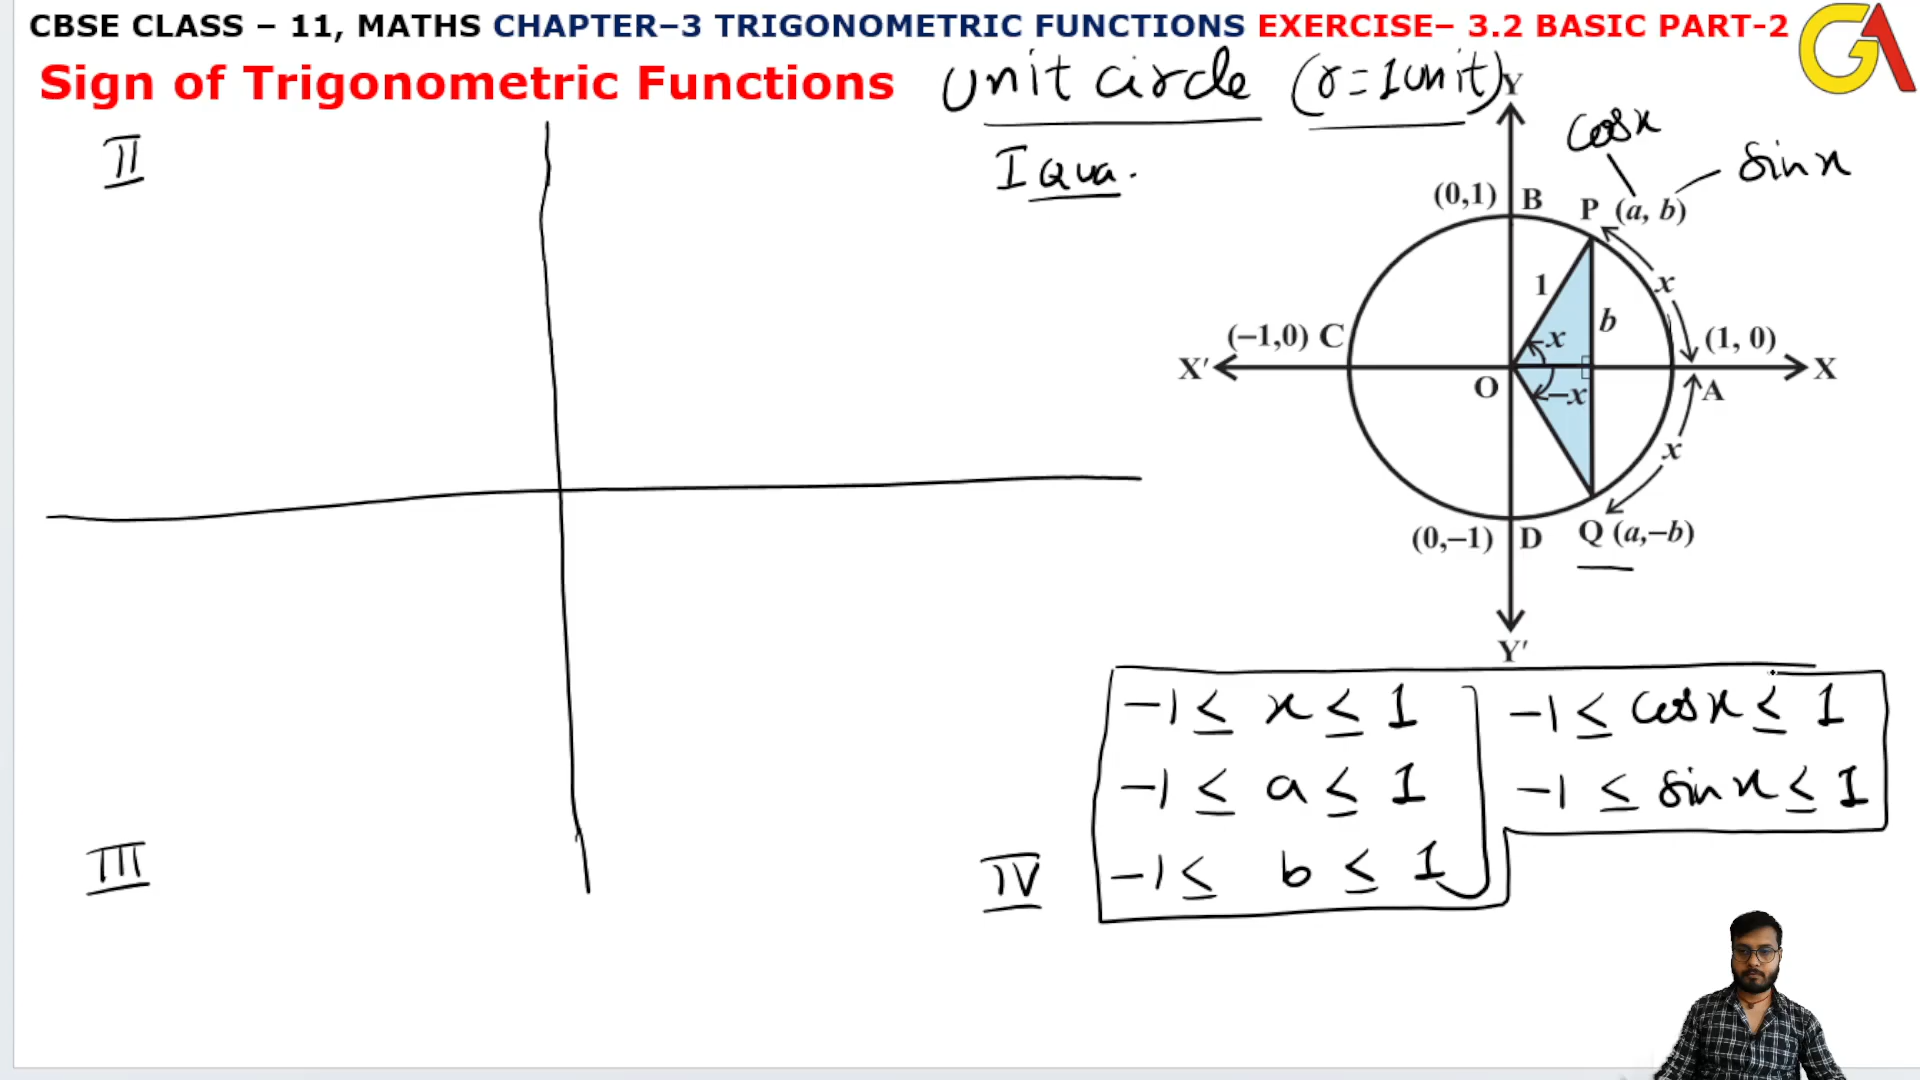 CBSE CLASS – 11, MATHS CHAPTER–3 TRIGONOMETRIC FUNCTIONS EXERCISE– 3.2 BASIC PART-2
GA
Sign of Trigonometric Functions
Unit circle (r=1unit)
II
I Qua.
III
IV
Y
cosx
sinx
(0,1) B P (a, b)
1
x
b
x
(−1,0) C
(1, 0)
X′
O
−x
A
X
x
(0,−1) D Q (a,−b)
Y′
−1 ≤ x ≤ 1
−1 ≤ a ≤ 1
−1 ≤ b ≤ 1
−1 ≤ cosx ≤ 1
−1 ≤ sinx ≤ 1